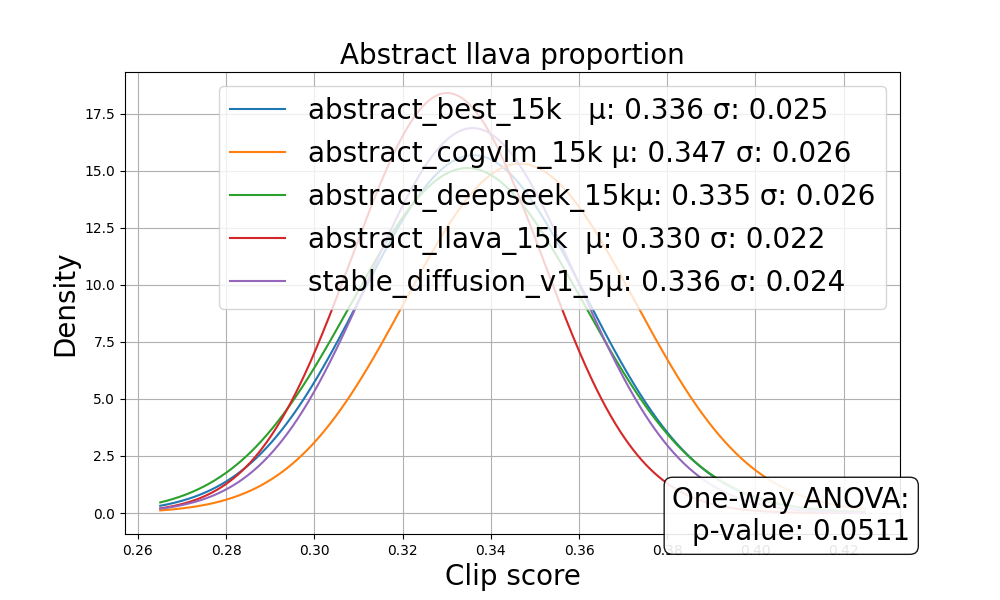 Abstract llava proportion
17.5
15.0
12.5
10.0
7.5
5.0
2.5
0.0
Density
abstract_best_15k μ: 0.336 σ: 0.025
abstract_cogvlm_15k μ: 0.347 σ: 0.026
abstract_deepseek_15kμ: 0.335 σ: 0.026
abstract_llava_15k μ: 0.330 σ: 0.022
stable_diffusion_v1_5μ: 0.336 σ: 0.024
One-way ANOVA:
p-value: 0.0511
0.26 0.28 0.30 0.32 0.34 0.36 0.38 0.40 0.42
Clip score